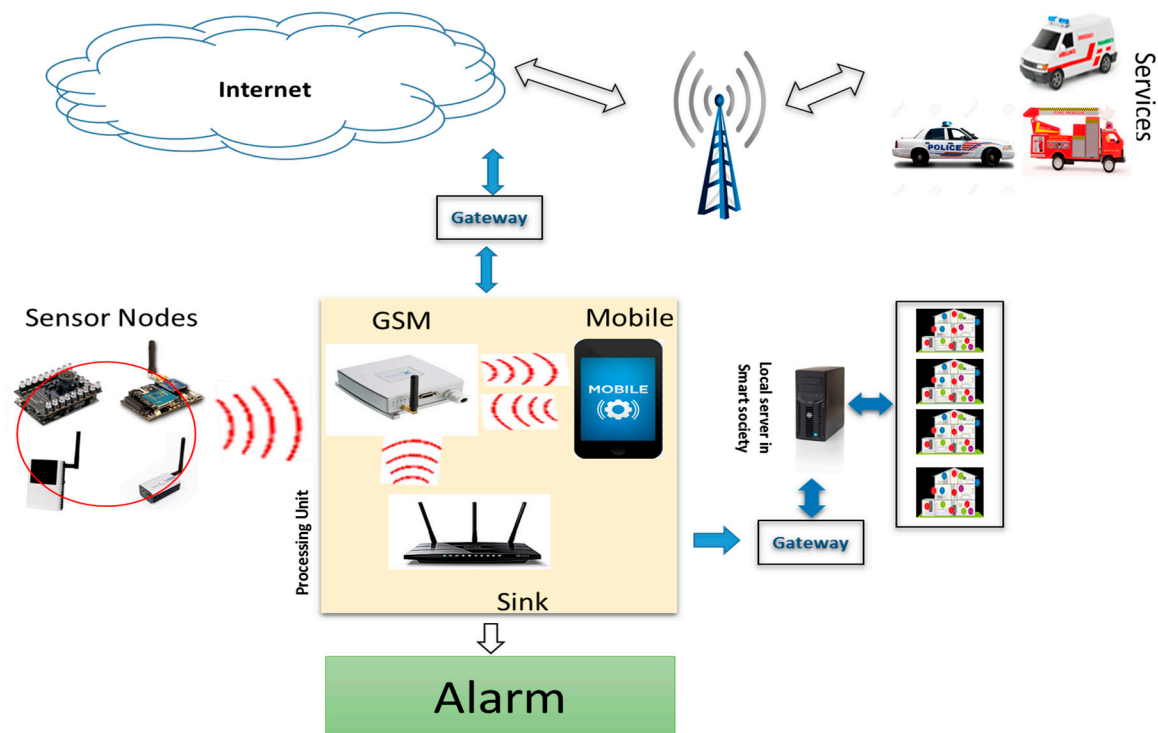 Internet
Services
POLICE
Gateway
Sensor Nodes
GSM
Mobile
MOBILE
Local server in
Smart society
Processing Unit
Gateway
Sink
Alarm